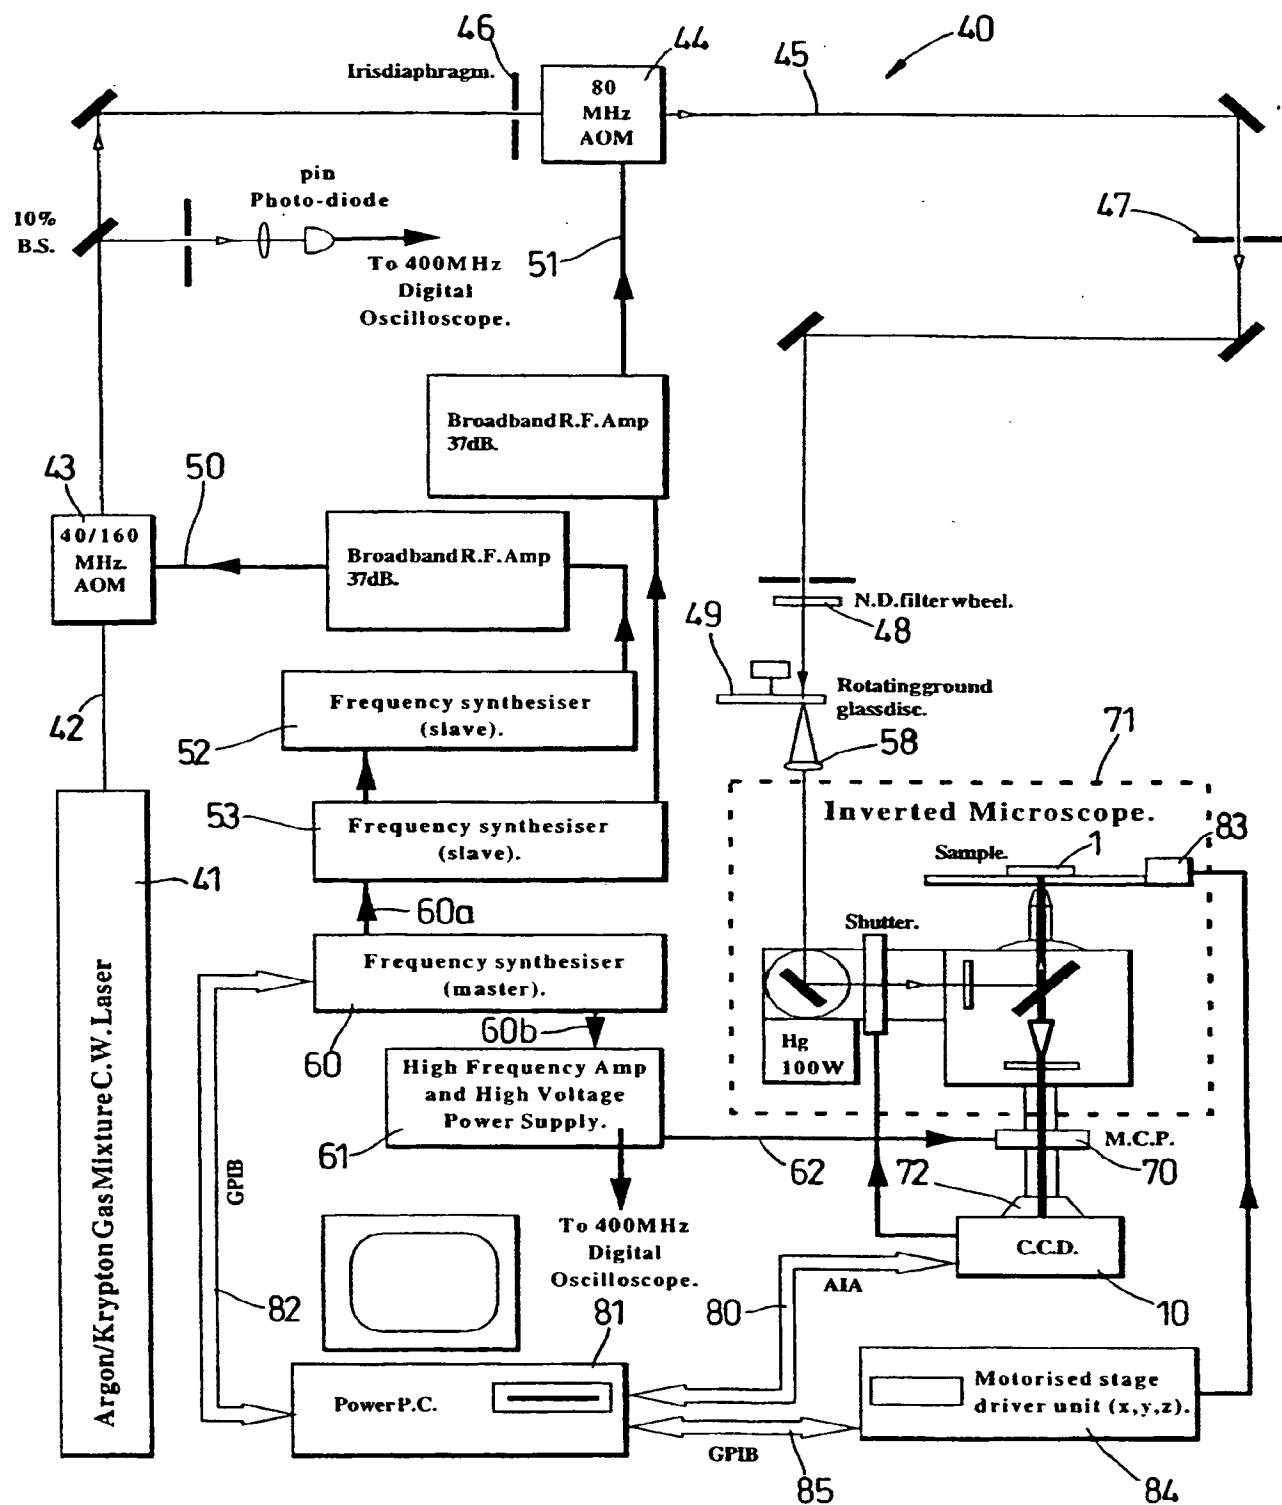 46
44
45
40
Irisdiaphragm.
80
MHz
AOM
pin
Photo-diode
10%
B.S.
47
51
To 400MHz
Digital
Oscilloscope.
Broadband R.F. Amp
37dB.
43
50
40/160
MHz.
AOM
Broadband R.F. Amp
37dB.
N.D. filter wheel.
48
49
Rotating ground
glass disc.
42
Frequency synthesiser
(slave).
52
58
71
53
Frequency synthesiser
(slave).
Inverted Microscope.
83
Sample.
1
41
60a
Shutter.
Frequency synthesiser
(master).
60b
60
Hg
100W
High Frequency Amp
and High Voltage
Power Supply.
61
62
M.C.P.
70
72
GPIB
Argon/Krypton Gas Mixture C.W. Laser
To 400MHz
Digital
Oscilloscope.
C.C.D.
AIA
82
81
80
10
Power P.C.
Motorised stage
driver unit (x,y,z).
GPIB
85
84